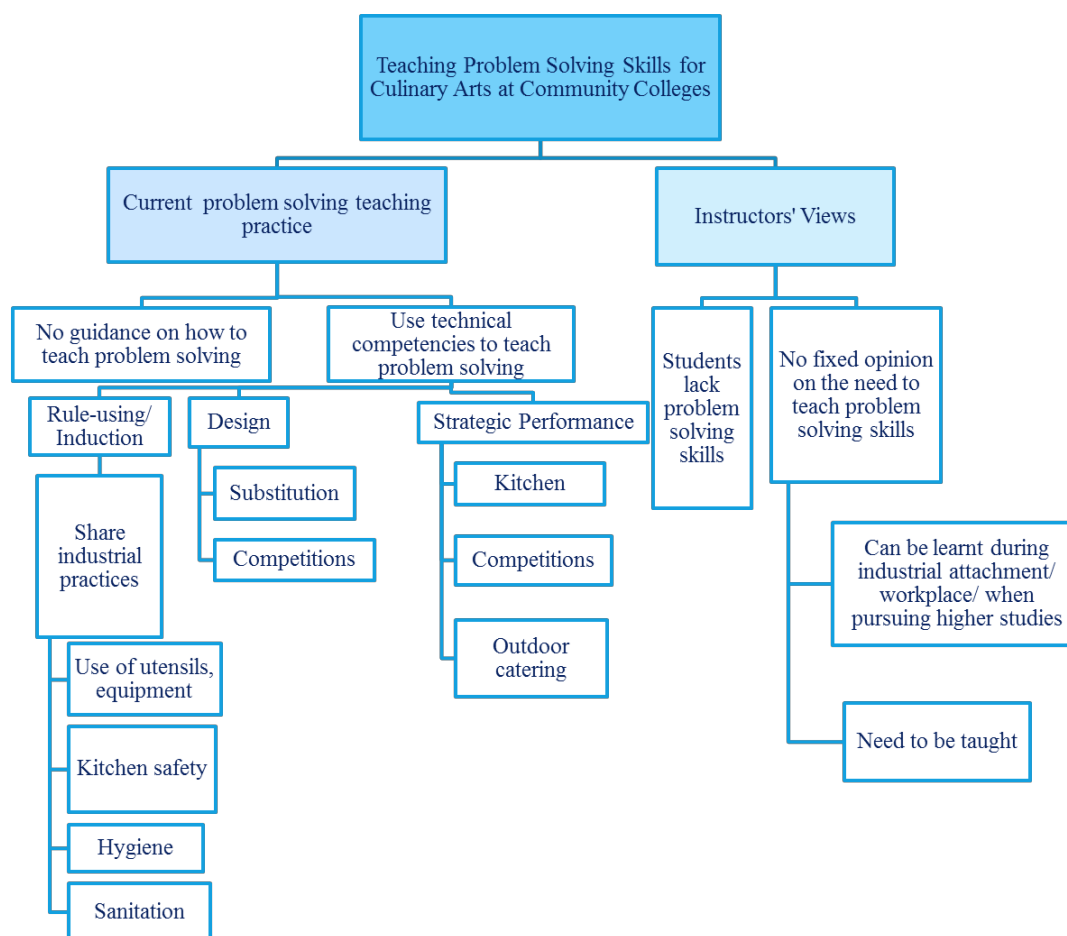 Teaching Problem Solving Skills for
Culinary Arts at Community Colleges
Current problem solving teaching
practice
Instructors' Views
No guidance on how to
teach problem solving
Use technical
competencies to teach
problem solving
Students
lack
problem
solving
skills
No fixed opinion
on the need to
teach problem
solving skills
Rule-using/
Induction
Design
Strategic Performance
Share
industrial
practices
Substitution
Competitions
Kitchen
Competitions
Outdoor
catering
Can be learnt during
industrial attachment/
workplace/ when
pursuing higher studies
Need to be taught
Use of utensils,
equipment
Kitchen safety
Hygiene
Sanitation